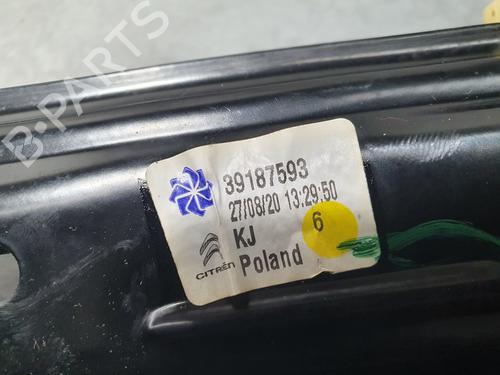 B-PARTS
39187593
27/08/20 13:29:50
KJ
6
CITROËN
Poland